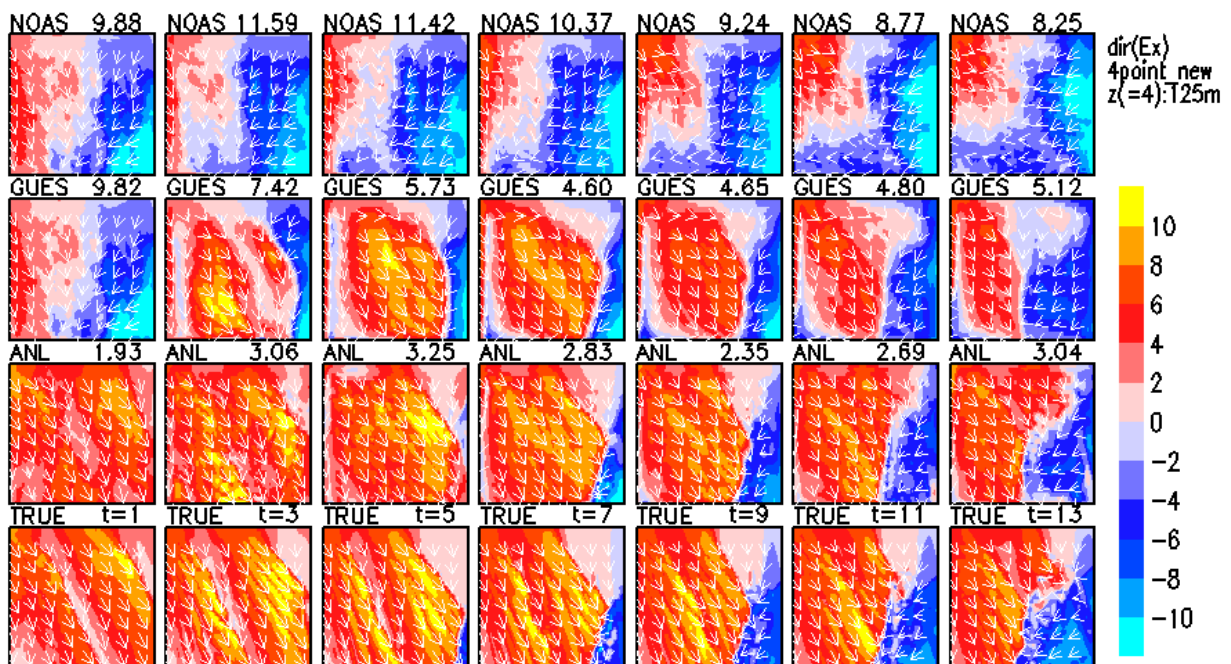 NOAS 9.88 NOAS 11.59 NOAS 11.42 NOAS 10.37 NOAS 9.24 NOAS 8.77 NOAS 8.25
dir(Ex)
4point_new
z(=4):T25m
GUES 9.82 GUES 7.42 GUES 5.73 GUES 4.60 GUES 4.65 GUES 4.80 GUES 5.12
ANL 1.93 ANL 3.06 ANL 3.25 ANL 2.83 ANL 2.35 ANL 2.69 ANL 3.04
TRUE t=1 TRUE t=3 TRUE t=5 TRUE t=7 TRUE t=9 TRUE t=11 TRUE t=13
10
8
6
4
2
0
-2
-4
-6
-8
-10